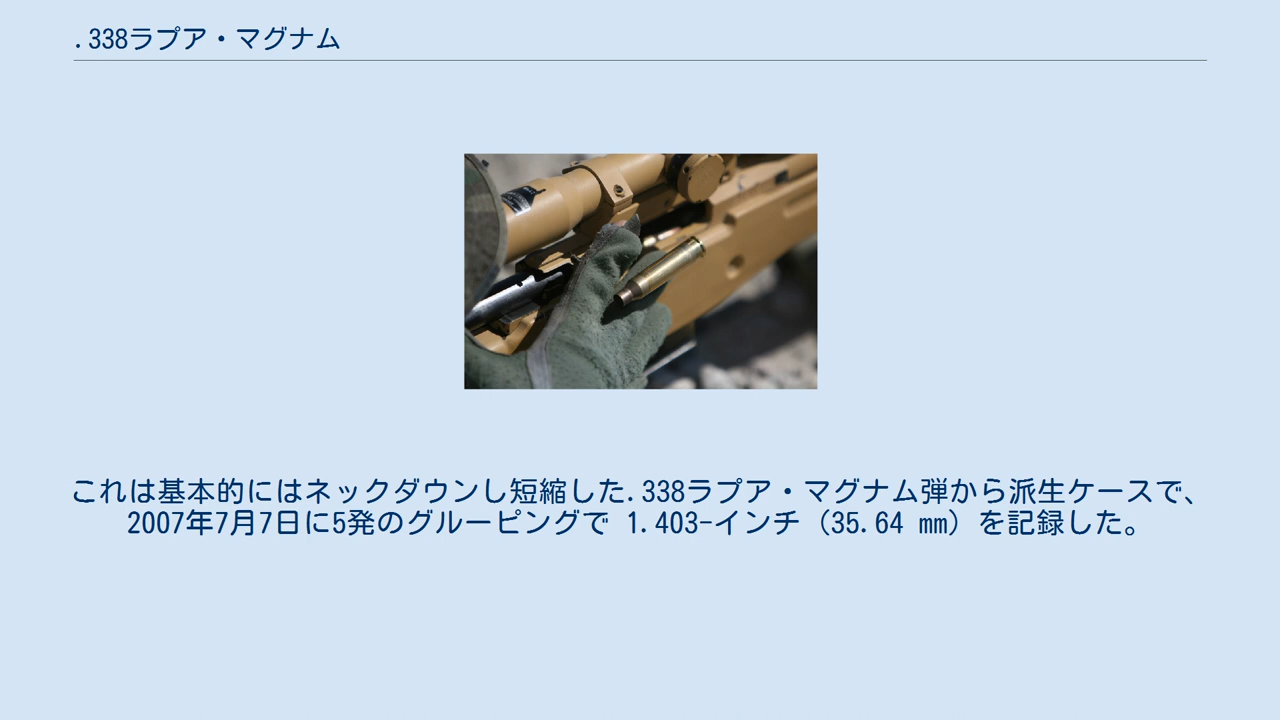 .338ラプア・マグナム
これは基本的にはネックダウンし短縮した.338ラプア・マグナム弾から派生ケースで、
2007年7月7日に5発のグルーピングで 1.403-インチ（35.64 mm）を記録した。